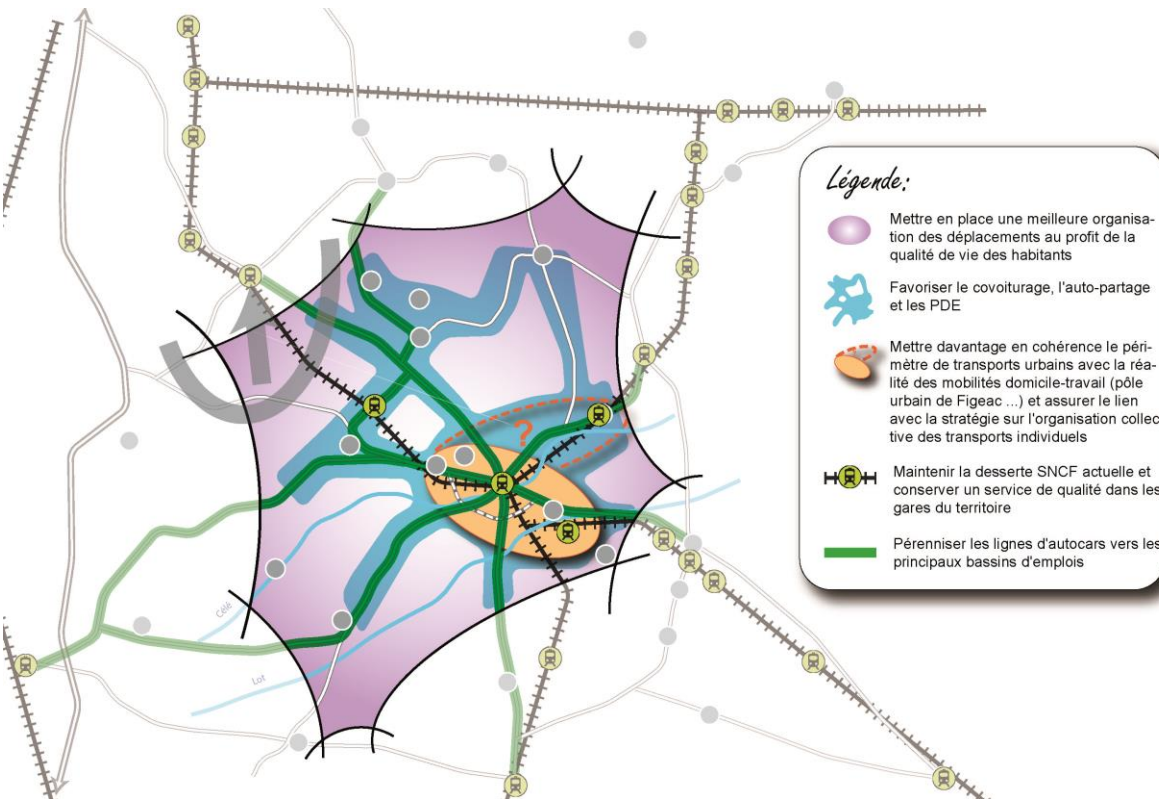 Légende:
Mettre en place une meilleure organisa-
tion des déplacements au profit de la
qualité de vie des habitants
Favoriser le covoiturage, l'auto-partage
et les PDE
Mettre davantage en cohérence le péri-
mètre de transports urbains avec la réa-
lité des mobilités domicile-travail (pôle
urbain de Figeac ...) et assurer le lien
avec la stratégie sur l'organisation collec
tive des transports individuels
Maintenir la desserte SNCF actuelle et
conserver un service de qualité dans les
gares du territoire
Pérenniser les lignes d'autocars vers les
principaux bassins d'emplois
?
Célé
Lot